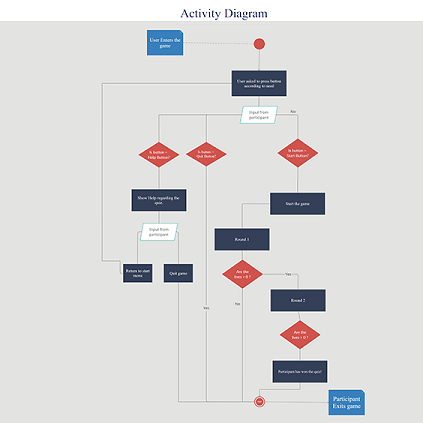 Activity Diagram
User Enters the
game
User asked to press button
according to need
Input from
participant
No
Is button =
Help Button?
Is button =
Quit Button?
Is button =
Start Button?
Show Help regarding the
quiz.
Start the game
Input from
participant
Round 1
Return to start
menu
Quit game
Are the
lives > 0 ?
Yes
Yes
Round 2
Are the
lives > 0 ?
Participant has won the quiz!
Participant
Exits game